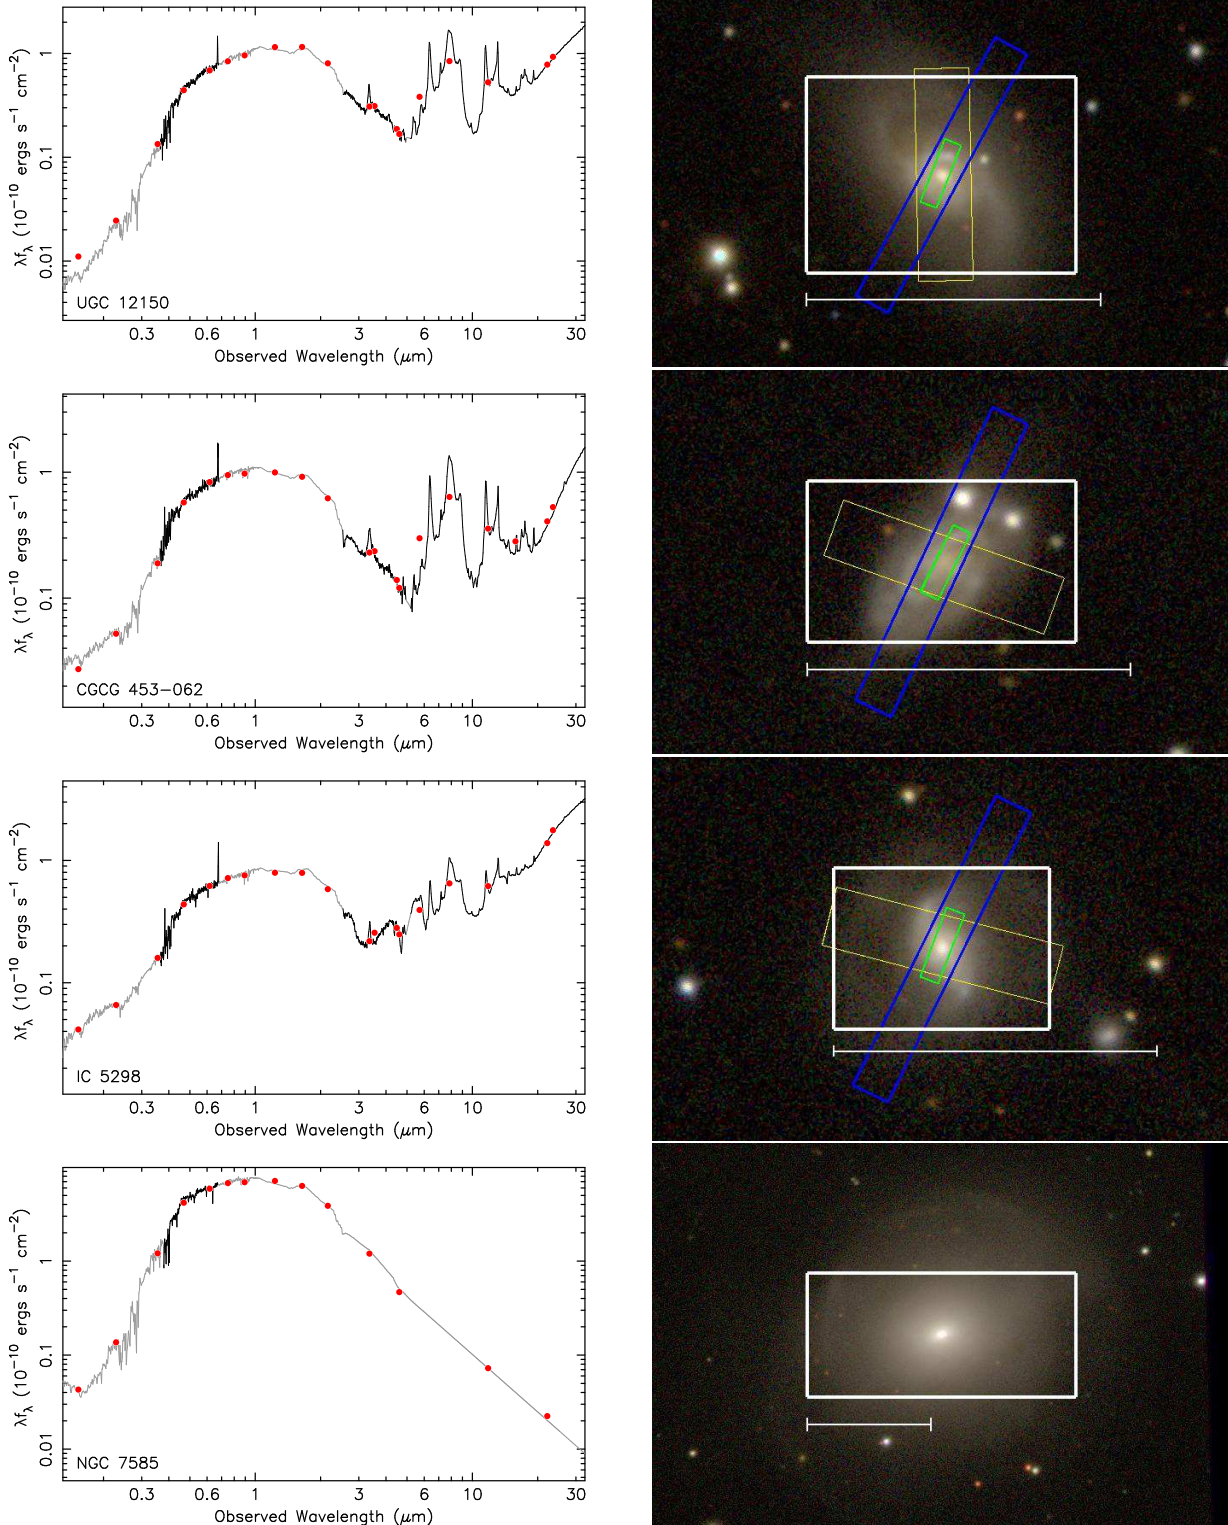 λfλ (10−10 ergs s−1 cm−2)
1
0.1
0.01
UGC 12150
0.3 0.6 1 3 6 10 30
Observed Wavelength (μm)
λfλ (10−10 ergs s−1 cm−2)
1
0.1
CGCG 453−062
0.3 0.6 1 3 6 10 30
Observed Wavelength (μm)
λfλ (10−10 ergs s−1 cm−2)
1
0.1
IC 5298
0.3 0.6 1 3 6 10 30
Observed Wavelength (μm)
λfλ (10−10 ergs s−1 cm−2)
1
0.1
0.01
NGC 7585
0.3 0.6 1 3 6 10 30
Observed Wavelength (μm)